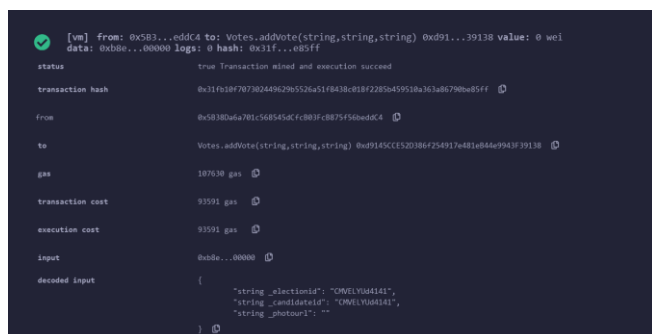 [vm] from: 0x5B3...eddC4 to: Votes.addVote(string,string,string) 0xd91...39138 value: 0 wei
data: 0xb8e...00000 logs: 0 hash: 0x31f...e85ff
status true Transaction mined and execution succeed
transaction hash 0x31fb10f707302449629b5526a51f8438c018f2285b459510a363a86790be85ff
from 0x5B38Da6a701c568545dCfcB03FcB875f56beddC4
to Votes.addVote(string,string,string) 0xd9145CCE52D386f254917e481eB44e9943F39138
gas 107630 gas
transaction cost 93591 gas
execution cost 93591 gas
input 0xb8e...00000
decoded input {
"string _electionid": "CMVELYUd4141",
"string _candidateid": "CMVELYUd4141",
"string _photourl": ""
}